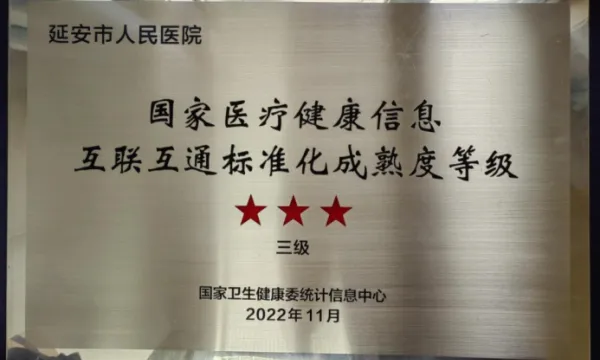 延安市人民医院
国家医疗健康信息
互联互通标准化成熟度等级
★★★
三级
国家卫生健康委统计信息中心
2022年11月